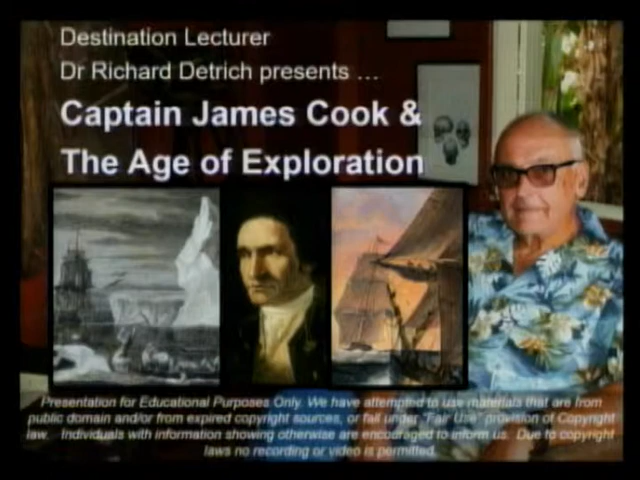 Destination Lecturer
Dr Richard Detrich presents ...
Captain James Cook &
The Age of Exploration
Presentation for Educational Purposes Only. We have attempted to use materials that are from
public domain and/or from expired copyright sources, or fall under "Fair Use" provision of Copyright
law. Individuals with information showing otherwise are encouraged to inform us. Due to copyright
laws no recording or video is permitted.